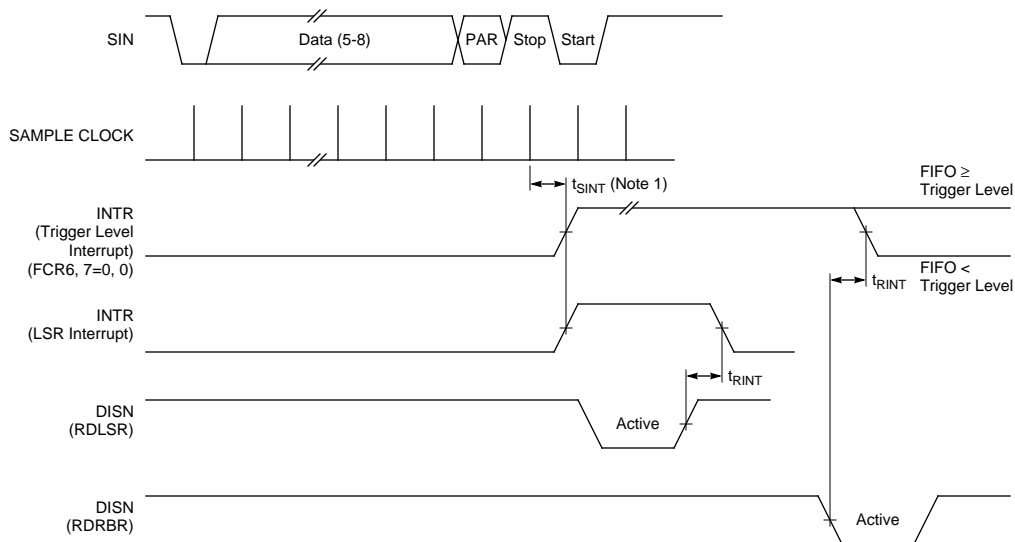 SIN
Data (5-8)
PAR
Stop
Start
SAMPLE CLOCK
tSINT (Note 1)
FIFO ≥
Trigger Level
INTR
(Trigger Level
Interrupt)
(FCR6, 7=0, 0)
tRINT
FIFO <
Trigger Level
INTR
(LSR Interrupt)
tRINT
DISN
(RDLSR)
Active
DISN
(RDRBR)
Active